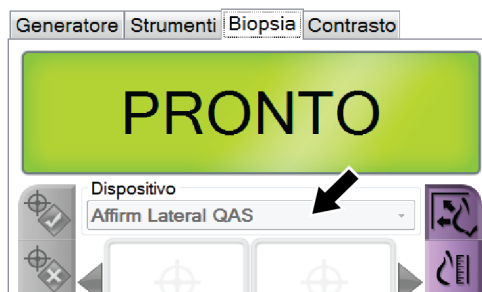 Generatore Strumenti Biopsia Contrasto
PRONTO
Dispositivo
Affirm Lateral QAS